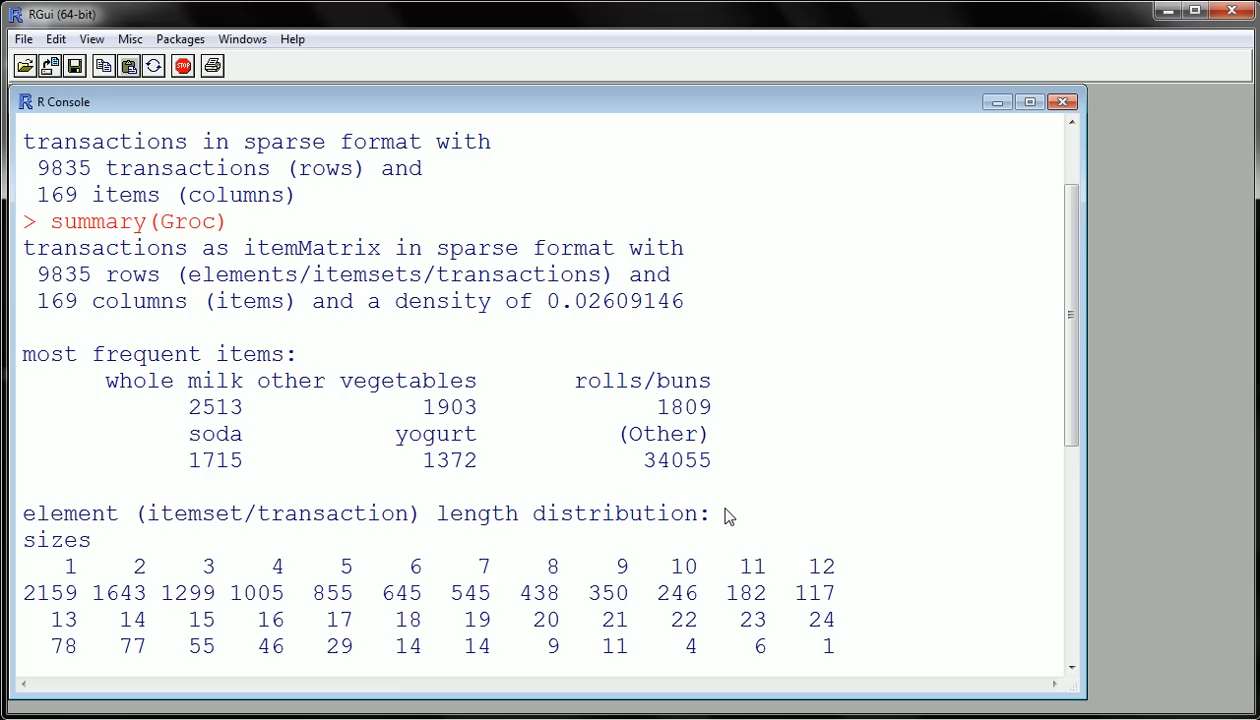 RGui (64-bit)
File Edit View Misc Packages Windows Help
STOP
R Console
transactions in sparse format with
9835 transactions (rows) and
169 items (columns)
> summary(Groc)
transactions as itemMatrix in sparse format with
9835 rows (elements/itemsets/transactions) and
169 columns (items) and a density of 0.02609146
most frequent items:
whole milk other vegetables rolls/buns
2513 1903 1809
soda yogurt (Other)
1715 1372 34055
element (itemset/transaction) length distribution:
sizes
1 2 3 4 5 6 7 8 9 10 11 12
2159 1643 1299 1005 855 645 545 438 350 246 182 117
13 14 15 16 17 18 19 20 21 22 23 24
78 77 55 46 29 14 14 9 11 4 6 1